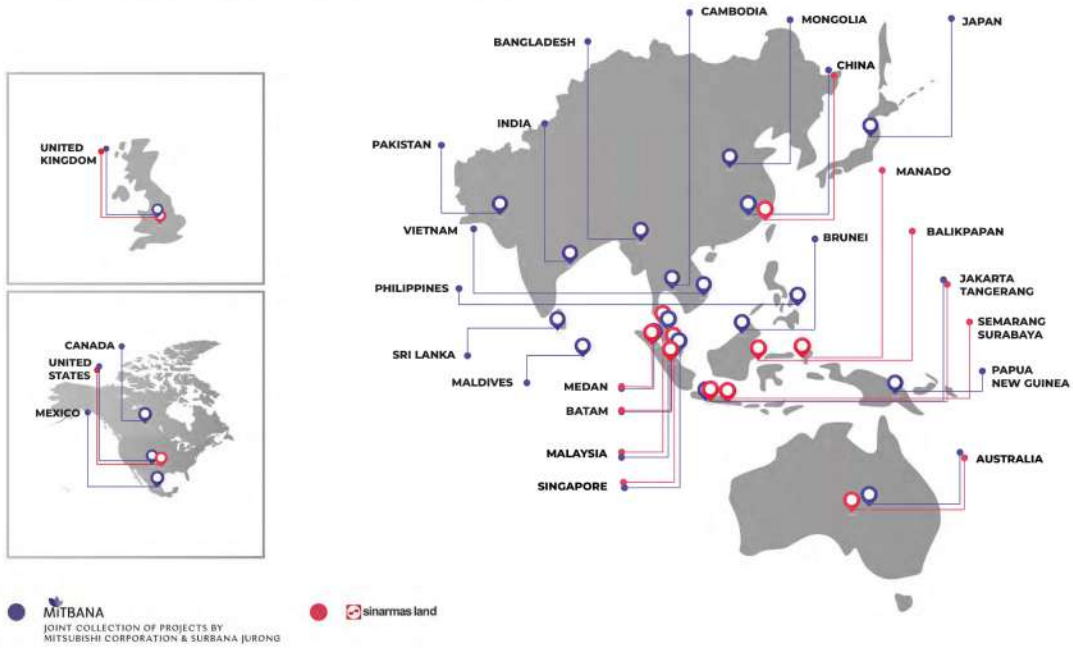 CAMBODIA
MONGOLIA
JAPAN
BANGLADESH
CHINA
INDIA
PAKISTAN
UNITED
KINGDOM
MANADO
VIETNAM
BRUNEI
BALIKPAPAN
PHILIPPINES
JAKARTA
TANGERANG
SEMARANG
SURABAYA
CANADA
UNITED
STATES
SRI LANKA
MALDIVES
PAPUA
NEW GUINEA
MEDAN
MEXICO
BATAM
MALAYSIA
AUSTRALIA
SINGAPORE
MITBANA
JOINT COLLECTION OF PROJECTS BY
MITSUBISHI CORPORATION & SURBANA JURONG
sinarmas land